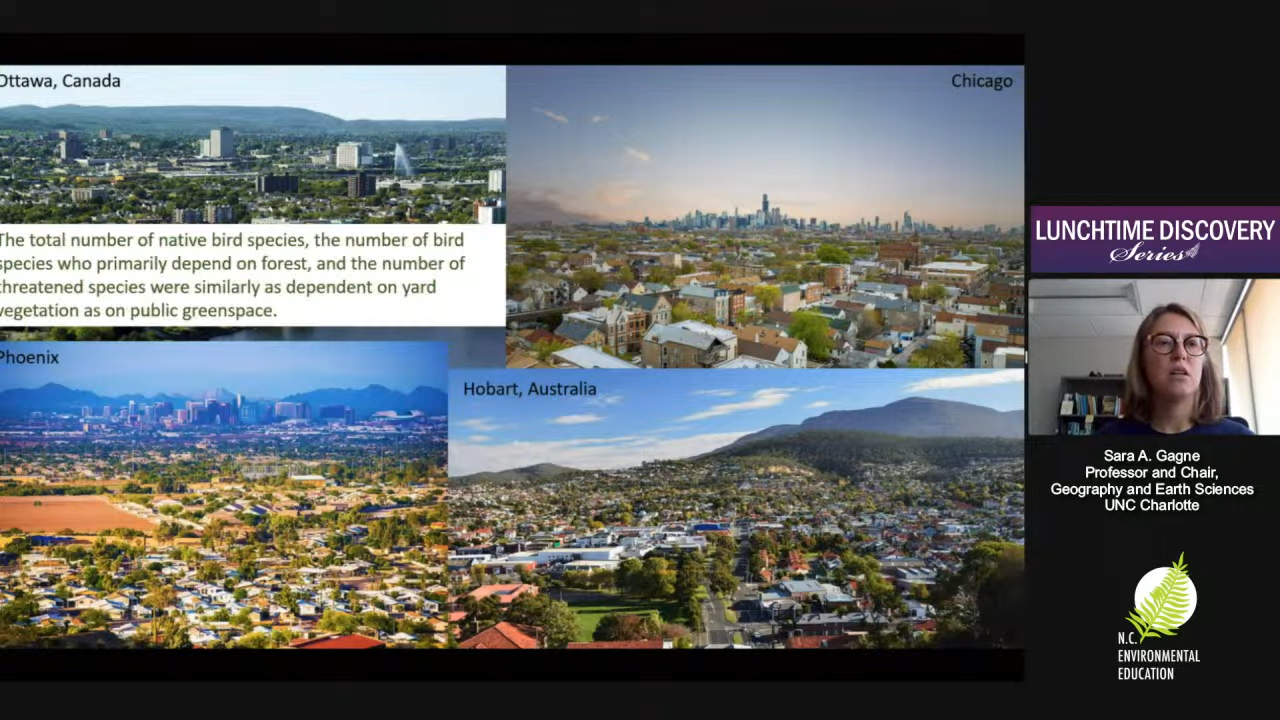 Ottawa, Canada
Chicago
The total number of native bird species, the number of bird
species who primarily depend on forest, and the number of
threatened species were similarly as dependent on yard
vegetation as on public greenspace.
Phoenix
Hobart, Australia
LUNCHTIME DISCOVERY
Series
Sara A. Gagne
Professor and Chair,
Geography and Earth Sciences
UNC Charlotte
N.C.
ENVIRONMENTAL
EDUCATION